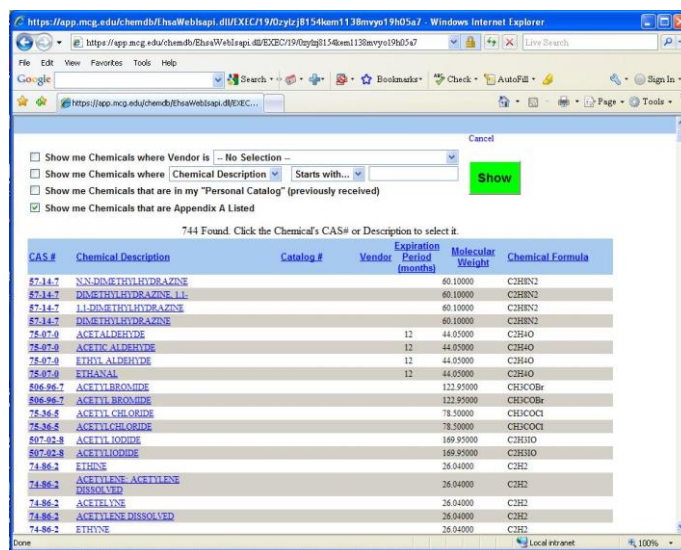 https://app.mcg.edu/chemdb/EhsaWebIsapi.dll/EXEC/19/0zylzj8154kem1138mvyo19h05a7 - Windows Internet Explorer
https://app.mcg.edu/chemdb/EhsaWebIsapi.dll/EXEC/19/0zylzj8154kem1138mvyo19h05a7 Live Search
File Edit View Favorites Tools Help
Google Search Bookmarks Check AutoFill Sign In
https://app.mcg.edu/chemdb/EhsaWebIsapi.dll/EXEC... Page Tools
Cancel
Show me Chemicals where Vendor is -- No Selection --
Show me Chemicals where Chemical Description Starts with...
Show
Show me Chemicals that are in my "Personal Catalog" (previously received)
Show me Chemicals that are Appendix A Listed
744 Found. Click the Chemical's CAS# or Description to select it.
CAS # Chemical Description Catalog # Vendor Expiration Period (months) Molecular Weight Chemical Formula
57-14-7 N,N-DIMETHYLHYDRAZINE 60.10000 C2H8N2
57-14-7 DIMETHYLHYDRAZINE, 1,1- 60.10000 C2H8N2
57-14-7 1,1-DIMETHYLHYDRAZINE 60.10000 C2H8N2
57-14-7 DIMETHYLHYDRAZINE 60.10000 C2H8N2
75-07-0 ACETALDEHYDE 12 44.05000 C2H4O
75-07-0 ACETIC ALDEHYDE 12 44.05000 C2H4O
75-07-0 ETHYL ALDEHYDE 12 44.05000 C2H4O
75-07-0 ETHANAL 12 44.05000 C2H4O
506-96-7 ACETYLBROMIDE 122.95000 CH3COBr
506-96-7 ACETYL BROMIDE 122.95000 CH3COBr
75-36-5 ACETYL CHLORIDE 78.50000 CH3COCl
75-36-5 ACETYLCHLORIDE 78.50000 CH3COCl
507-02-8 ACETYL IODIDE 169.95000 C2H3IO
507-02-8 ACETYLIODIDE 169.95000 C2H3IO
74-86-2 ETHINE 26.04000 C2H2
74-86-2 ACETYLENE: ACETYLENE DISSOLVED 26.04000 C2H2
74-86-2 ACETELYNE 26.04000 C2H2
74-86-2 ACETYLENE DISSOLVED 26.04000 C2H2
74-86-2 ETHYNE 26.04000 C2H2
Done Local intranet 100%